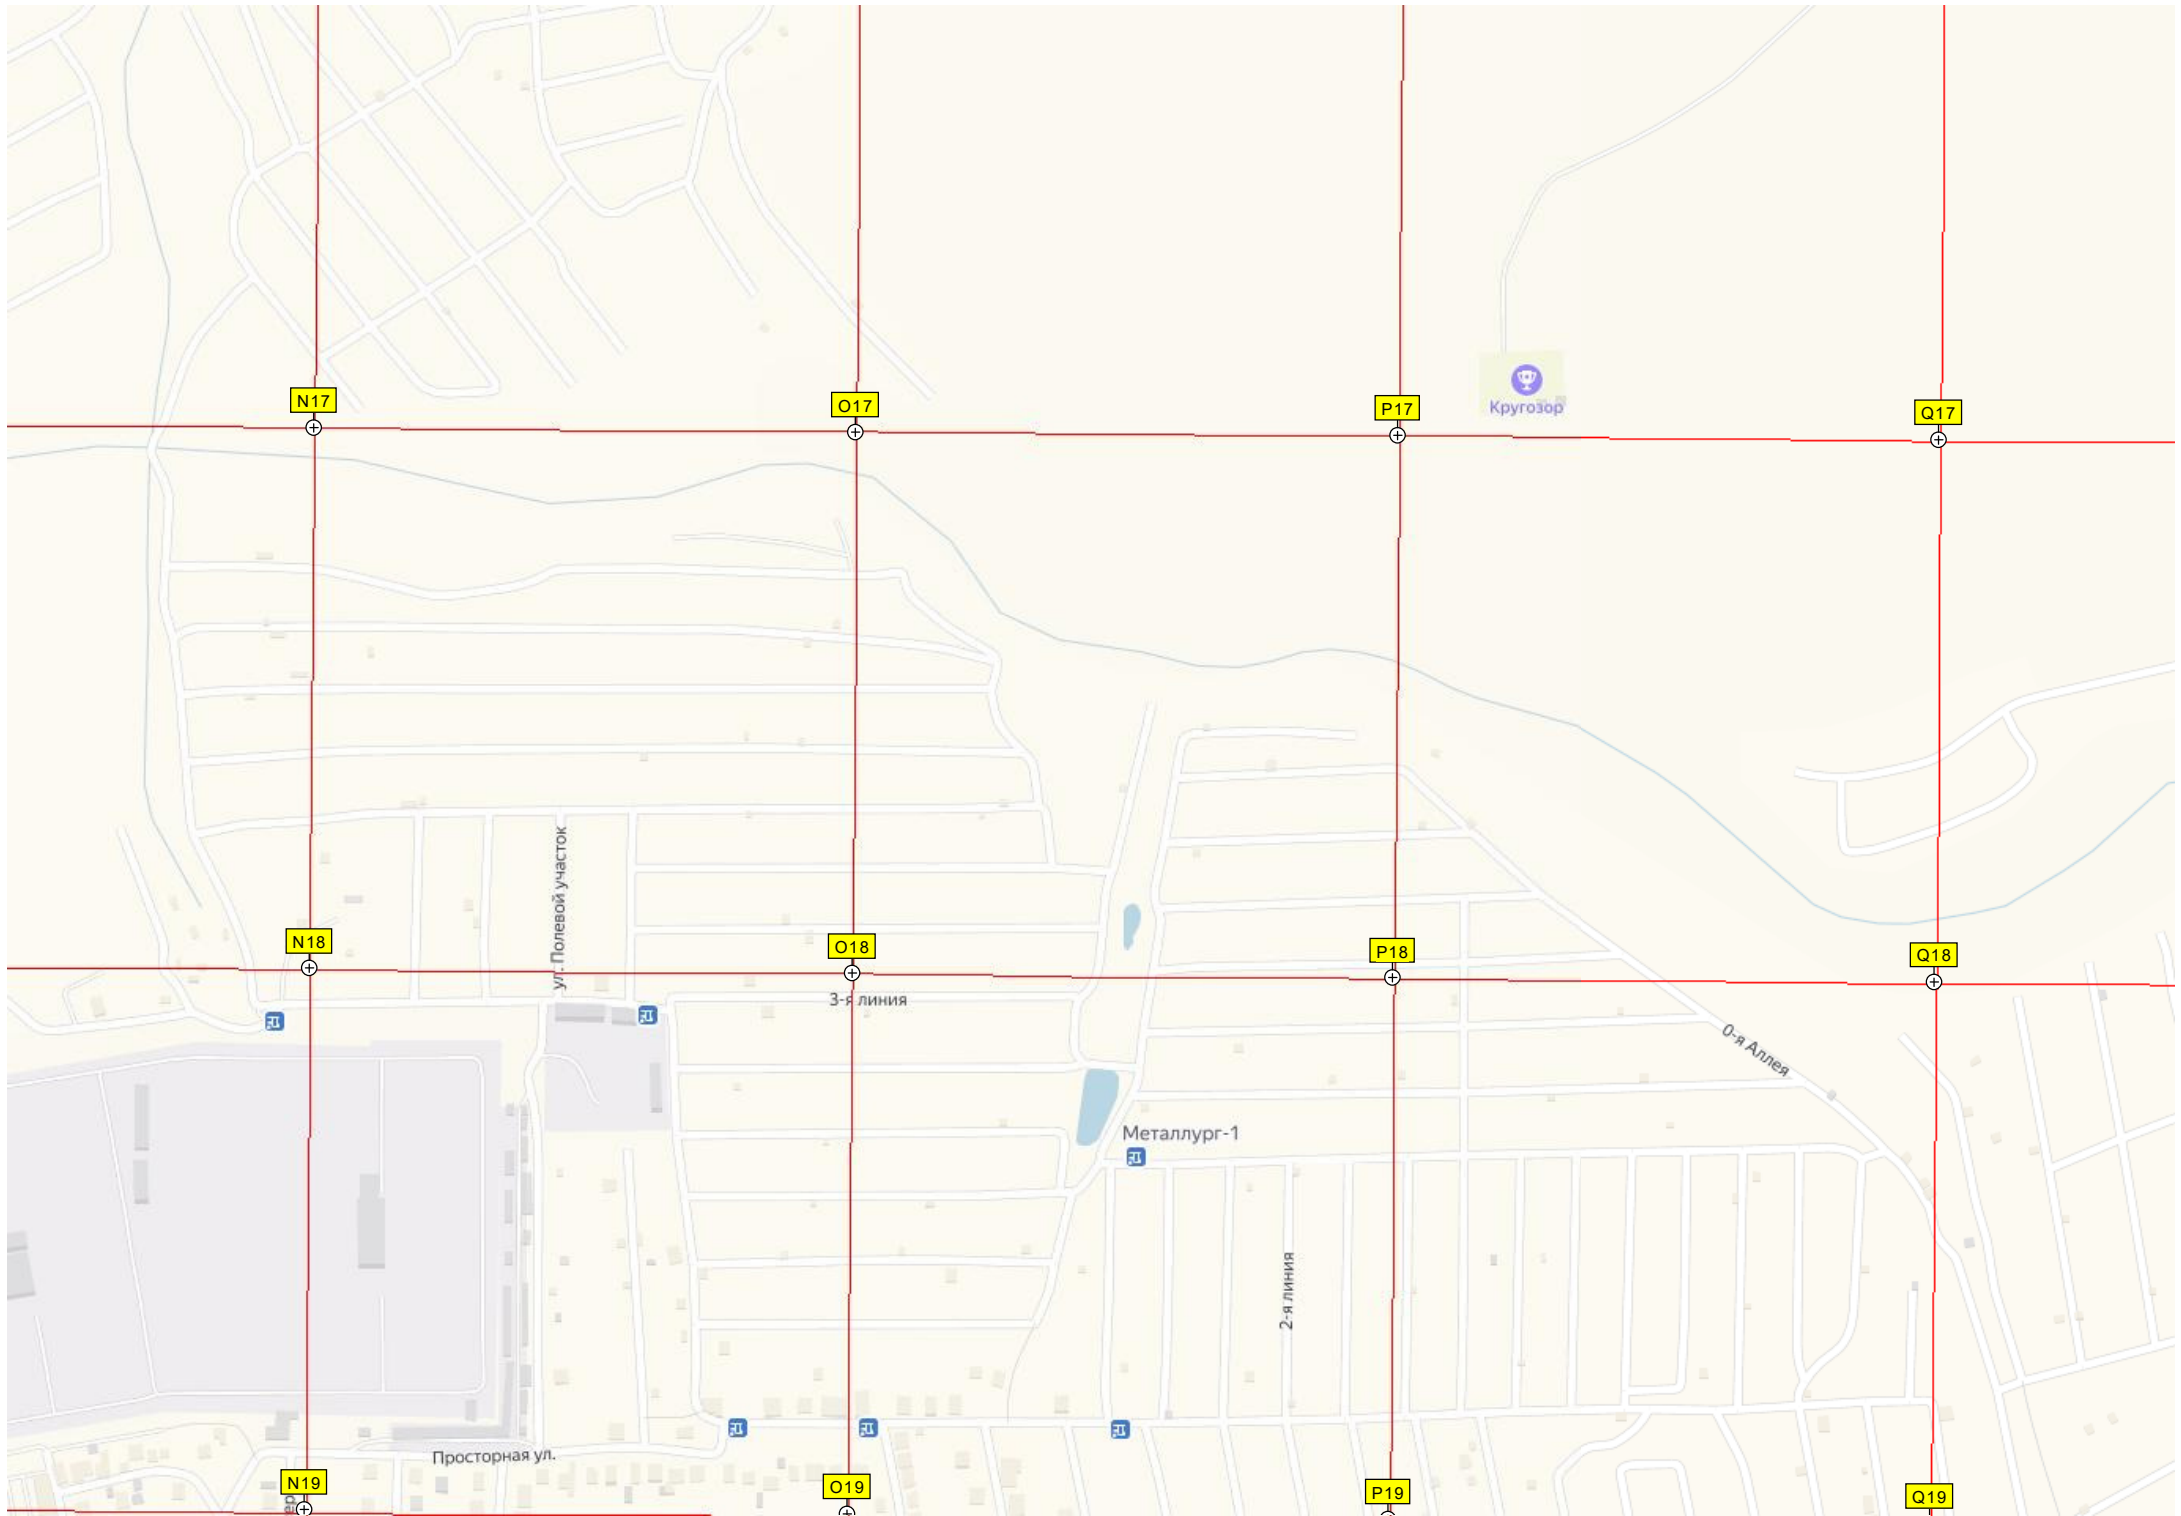 N17
O17
P17
Кругозор
Q17
ул. Полевой участок
N18
O18
P18
Q18
3-я линия
0-я Аллея
Металлург-1
2-я линия
Просторная ул.
N19
O19
P19
Q19